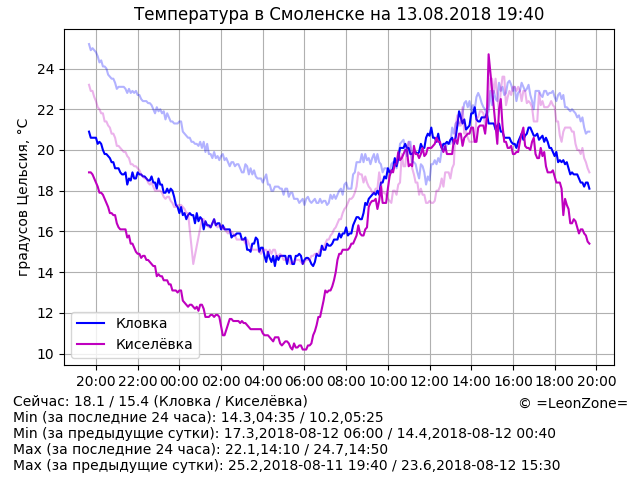 Температура в Смоленске на 13.08.2018 19:40
градусов Цельсия, °C
24
22
20
18
16
14
12
10
Кловка
Киселёвка
20:00 22:00 00:00 02:00 04:00 06:00 08:00 10:00 12:00 14:00 16:00 18:00 20:00
Сейчас: 18.1 / 15.4 (Кловка / Киселёвка)
© =LeonZone=
Min (за последние 24 часа): 14.3,04:35 / 10.2,05:25
Min (за предыдущие сутки): 17.3,2018-08-12 06:00 / 14.4,2018-08-12 00:40
Max (за последние 24 часа): 22.1,14:10 / 24.7,14:50
Max (за предыдущие сутки): 25.2,2018-08-11 19:40 / 23.6,2018-08-12 15:30